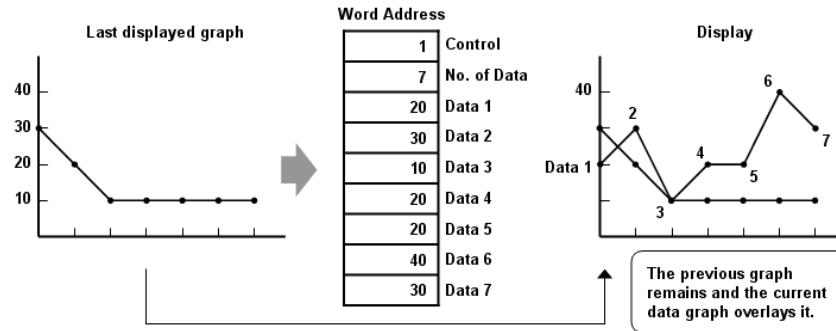 Word Address
Last displayed graph
40
30
20
10
1 Control
7 No. of Data
20 Data 1
30 Data 2
10 Data 3
20 Data 4
20 Data 5
40 Data 6
30 Data 7
Display
40
Data 1
2
3
4
5
6
7
The previous graph
remains and the current
data graph overlays it.